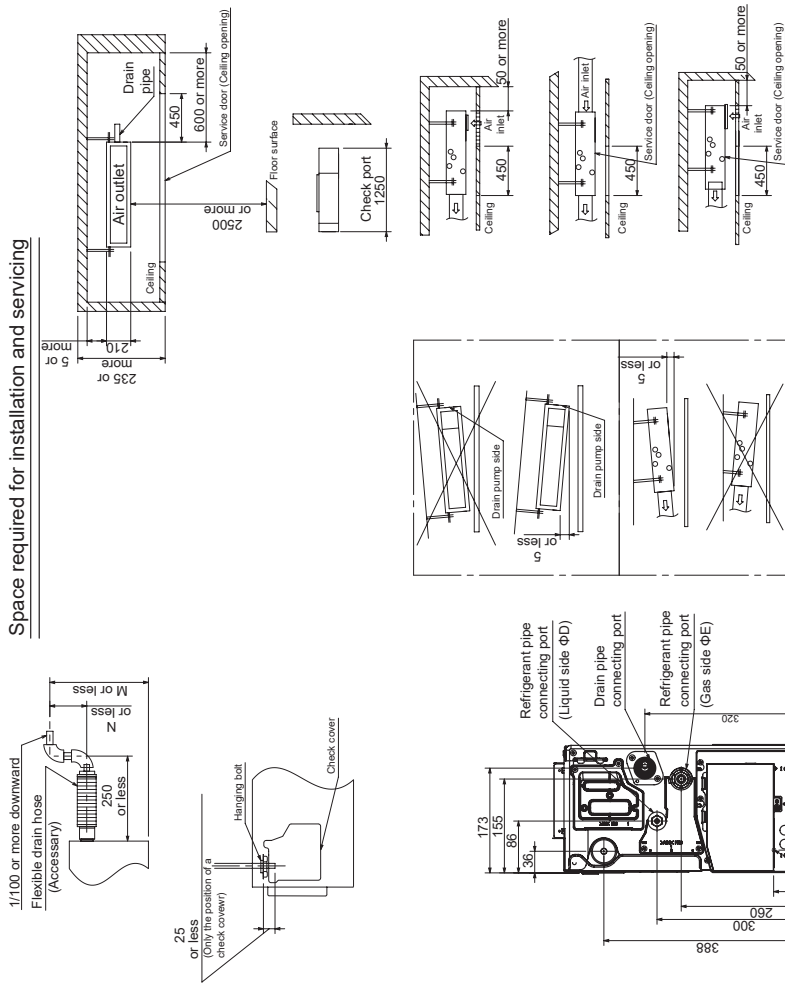 Space required for installation and servicing
1/100 or more downward
Flexible drain hose
(Accessary)
250
or less
N
or less
M or less
25
or less
(Only the position of a
check covewr)
Hanging bolt
Check cover
5 or
more
210
235 or
more
Air outlet
Drain
pipe
450
600 or more
Service door (Ceiling opening)
Ceiling
2500
or more
Floor surface
Check port
1250
50 or more
Air
inlet
450
Ceiling
Air inlet
Service door (Ceiling opening)
450
Ceiling
50 or more
Air
inlet
Service door (Ceiling opening)
450
Ceiling
Drain pump side
Drain pump side
5
or less
5
or less
Refrigerant pipe
connecting port
(Liquid side ΦD)
Drain pipe
connecting port
Refrigerant pipe
connecting port
(Gas side ΦE)
173
155
86
36
320
260
300
388